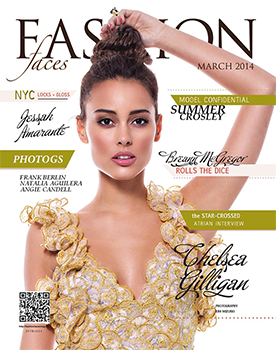 FASHION
faces
MARCH 2014
NYC LOCKS + GLOSS
Jessah
Amarante
PHOTOGS
FRANK BERLIN
NATALIA AGUILERA
ANGIE CANDELL
MODEL CONFIDENTIAL
SUMMER
CROSLEY
Breana McGregor
ROLLS THE DICE
the STAR-CROSSED
ATRIAN INTERVIEW
Chelsea
Gilligan
PHOTOGRAPHY